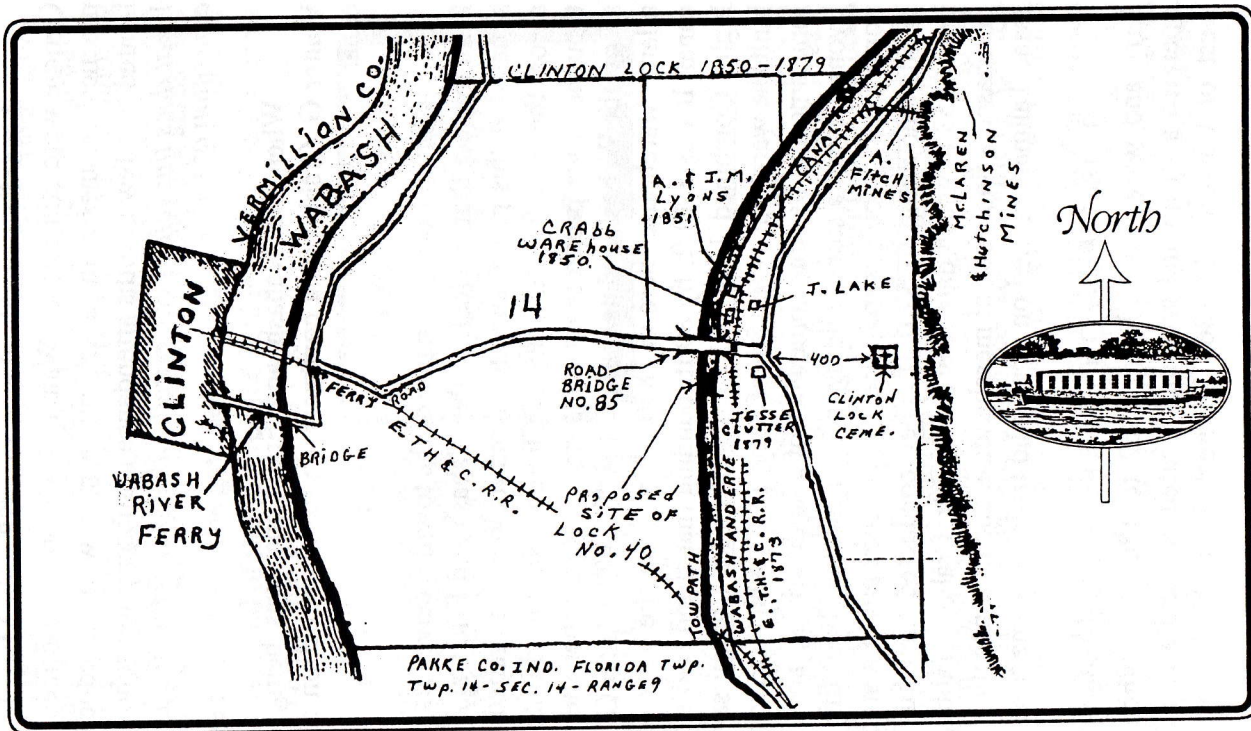 CLINTON LOCK 1850-1879
VERMILLION CO.
WABASH
CANAL
A.
FITCH
MINES
McLAREN
& HUTCHINSON
MINES
A. & J.M.
LYONS
1851
CRAbb
WAREhouse
1850.
J. LAKE
North
14
CLINTON
ROAD
BRIDGE
NO. 85
400
CLINTON
LOCK
CEME.
JESSE
CLUTTER
1879
FERRY ROAD
E. T.H & C. R.R.
BRIDGE
WABASH
RIVER
FERRY
PROPOSED
SITE OF
LOCK
No. 40
TOW PATH
WABASH AND ERIE
E., T.H. & C. R.R.
1873
PARKE CO. IND. FLORIDA TWP.
TWP. 14 - SEC. 14 - RANGE 9